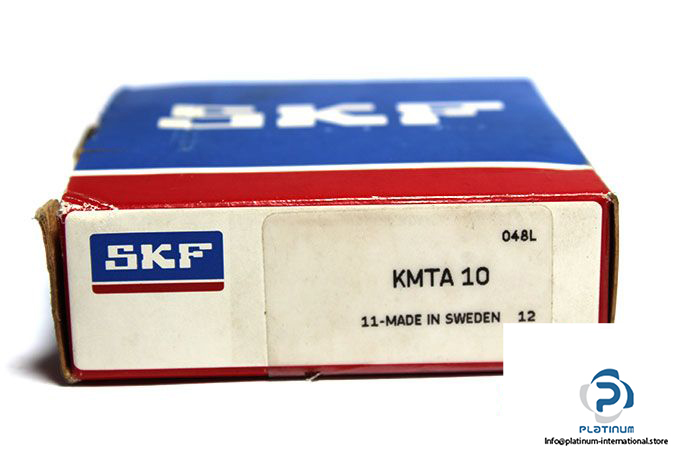 SKF
SKF
048L
KMTA 10
11-MADE IN SWEDEN 12
PLATINUM
Info@platinum-international.store